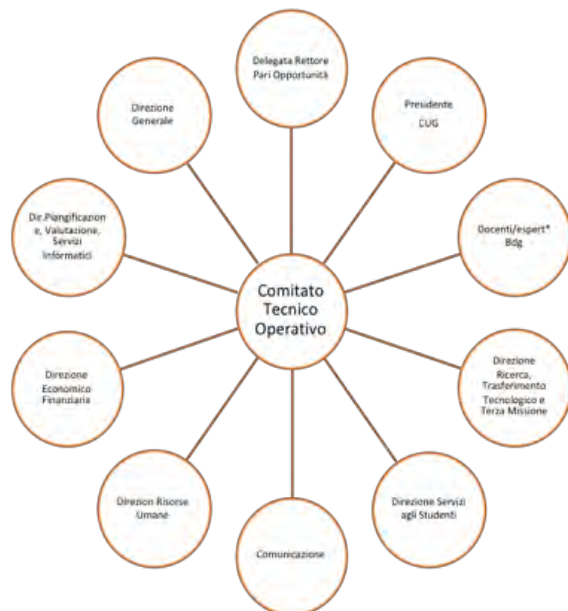 Delegata Rettore
Pari Opportunità
Presidente
CUG
Docenti/espert*
Bdg
Direzione
Ricerca,
Trasferimento
Tecnologico e
Terza Missione
Direzione Servizi
agli Studenti
Comunicazione
Direzion Risorse
Umane
Direzione
Economico
Finanziaria
Dir.Piangificazion
e, Valutazione,
Servizi
Informatici
Direzione
Generale
Comitato
Tecnico
Operativo